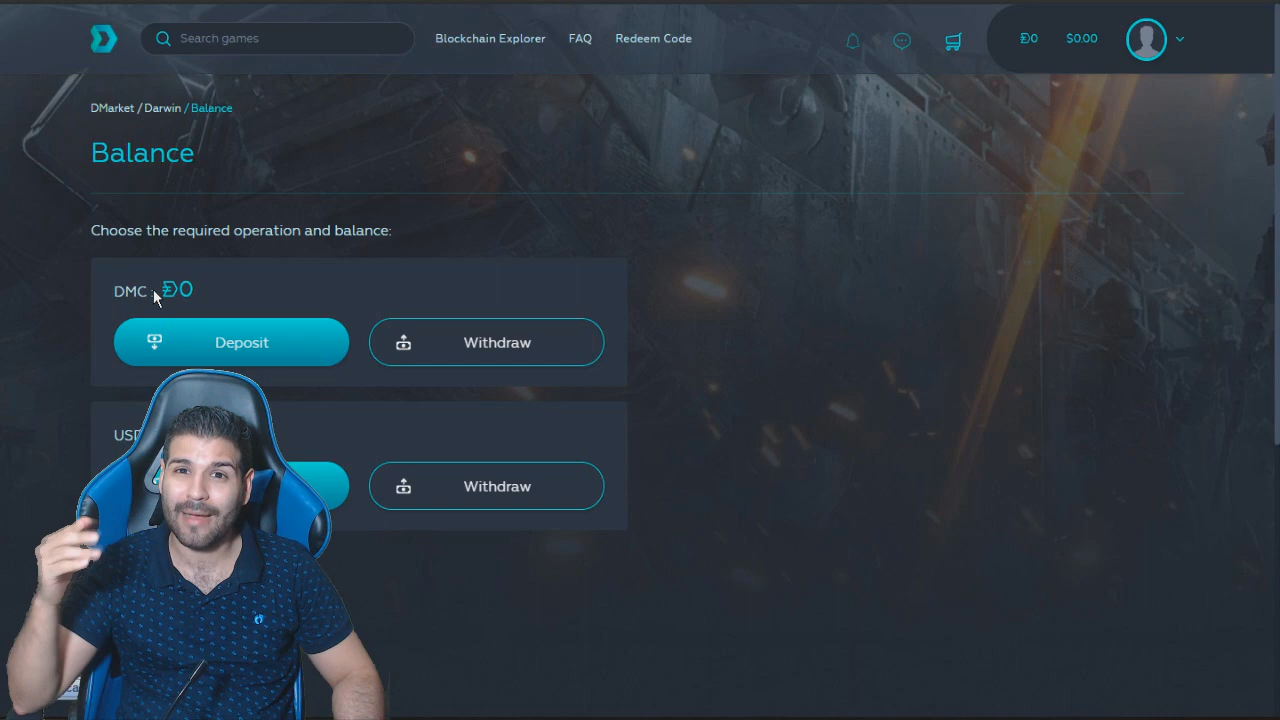 Search games
Blockchain Explorer
FAQ
Redeem Code
Đ0
$0.00
DMarket / Darwin / Balance
Balance
Choose the required operation and balance:
DMC : Đ0
Deposit
Withdraw
Withdraw